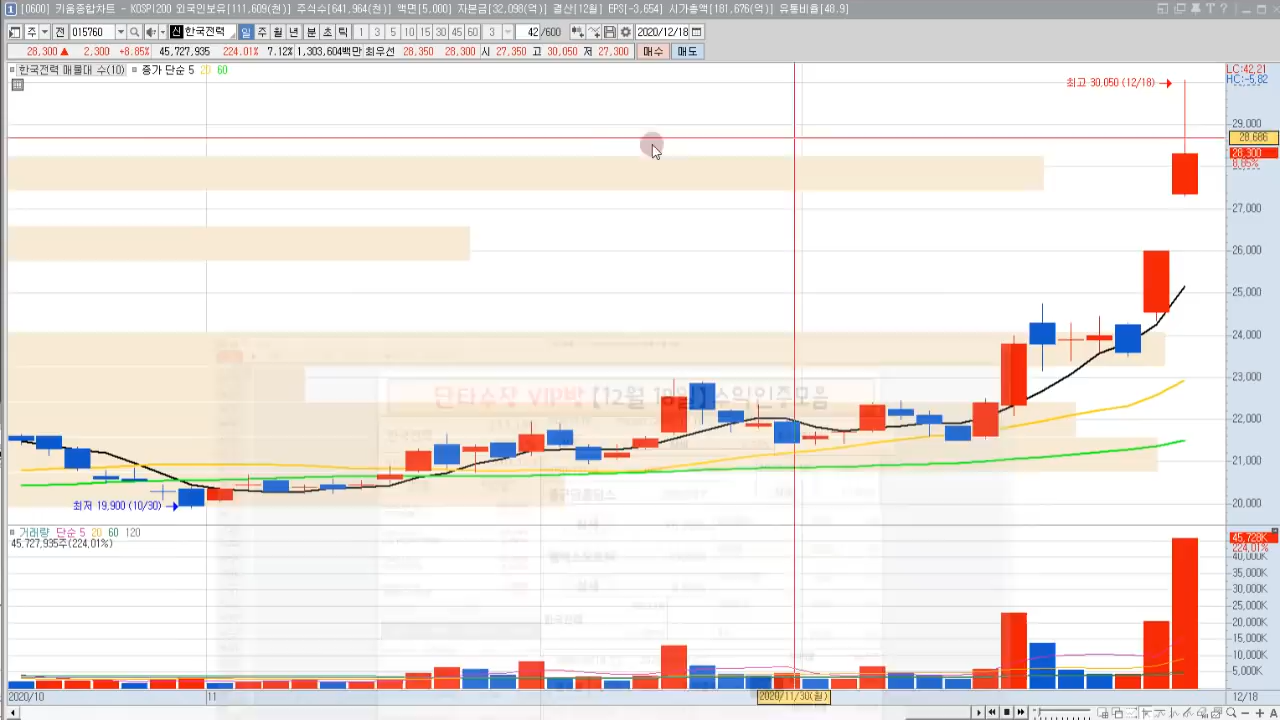 [0600] 키움종합차트 - KOSPI200 외국인보유[111,609(천)] 주식수[641,964(천)] 액면[5,000] 자본금[32,098(억)] 결산[12월] EPS[-3,654] 시가총액[181,676(억)] 유통비율[48.9]
주 전 015760 신 한국전력 일 주 월 년 분 초 틱 1 3 5 10 15 30 45 60 3 42 /600 2020/12/18
28,300 ▲ 2,300 +8.85% 45,727,935 224.01% 7.12% 1,303,604백만 최우선 28,350 28,300 시 27,350 고 30,050 저 27,300 매수 매도
한국전력 매물대 수(10) 종가 단순 5 20 60
LC:42.21
HC:-5.82
최고 30,050 (12/18) →
29,000
28,686
28,300
8.85%
27,000
26,000
25,000
24,000
23,000
단타소장 VIP방 [12월 18일] 수익인증모음
22,000
21,000
20,000
최저 19,900 (10/30) →
거래량 단순 5 20 60 120
45,727,935주(224.01%)
45,728K
224.01%
40,000K
35,000K
30,000K
25,000K
20,000K
15,000K
10,000K
5,000K
2020/10
11
2020/11/30(월)
12/18